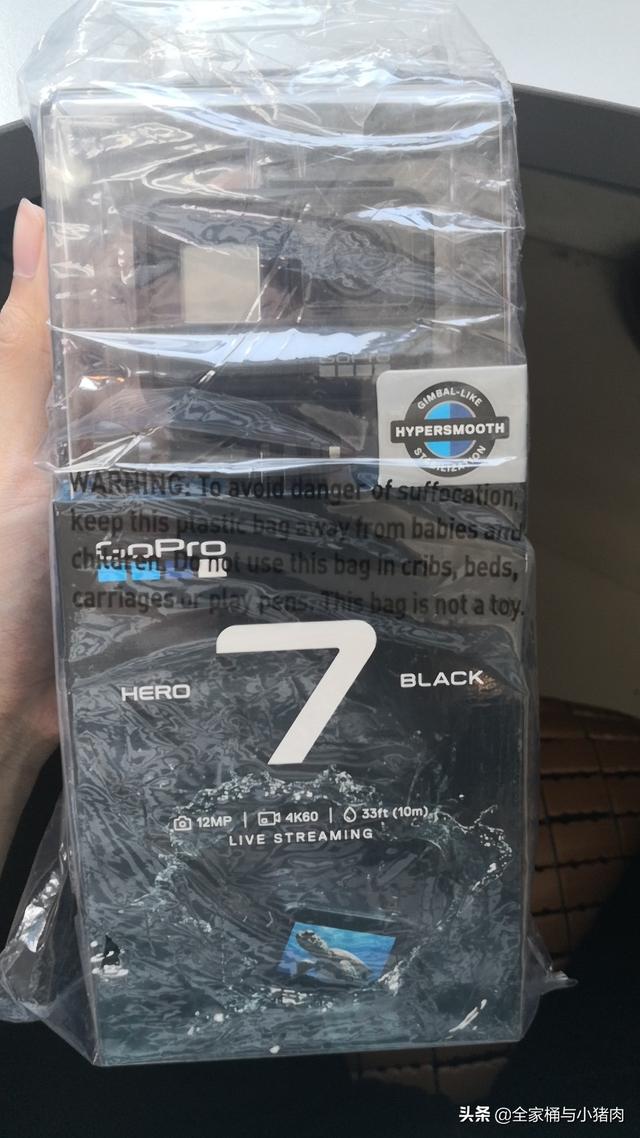 GoPro
GIMBAL-LIKE
HYPERSMOOTH
STABILIZATION
WARNING: To avoid danger of suffocation,
keep this plastic bag away from babies and
children. Do not use this bag in cribs, beds,
carriages or play pens. This bag is not a toy.
GoPro
HERO
7
BLACK
12MP | 4K60 | 33ft (10m)
LIVE STREAMING
头条 @全家桶与小猪肉